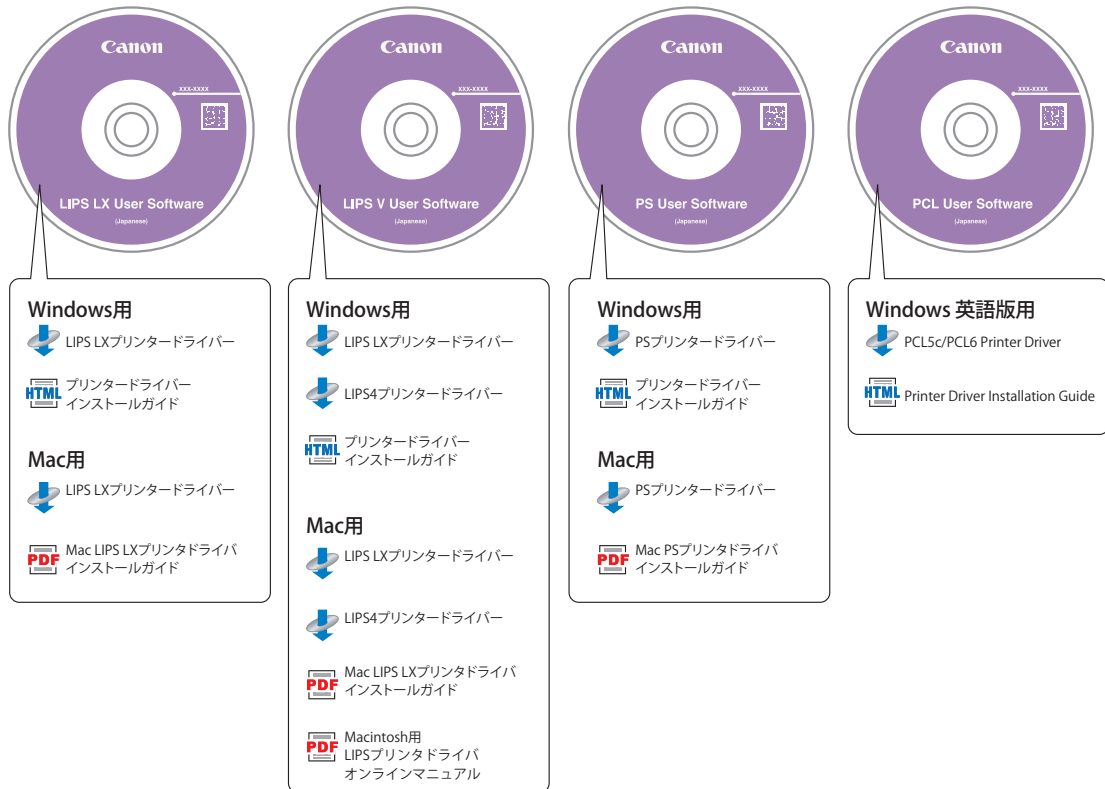 Canon
XXX-XXXX
LIPS LX User Software
(Japanese)
Windows用
LIPS LXプリンタードライバー
HTML
プリンタードライバー
インストールガイド
Mac用
LIPS LXプリンタードライバー
PDF
Mac LIPS LXプリンタドライバ
インストールガイド
Canon
XXX-XXXX
LIPS V User Software
(Japanese)
Windows用
LIPS LXプリンタードライバー
LIPS4プリンタードライバー
HTML
プリンタードライバー
インストールガイド
Mac用
LIPS LXプリンタードライバー
LIPS4プリンタードライバー
PDF
Mac LIPS LXプリンタドライバ
インストールガイド
PDF
Macintosh用
LIPSプリンタドライバ
オンラインマニュアル
Canon
XXX-XXXX
PS User Software
(Japanese)
Windows用
PSプリンタードライバー
HTML
プリンタードライバー
インストールガイド
Mac用
PSプリンタードライバー
PDF
Mac PSプリンタドライバ
インストールガイド
Canon
XXX-XXXX
PCL User Software
(Japanese)
Windows 英語版用
PCL5c/PCL6 Printer Driver
HTML
Printer Driver Installation Guide